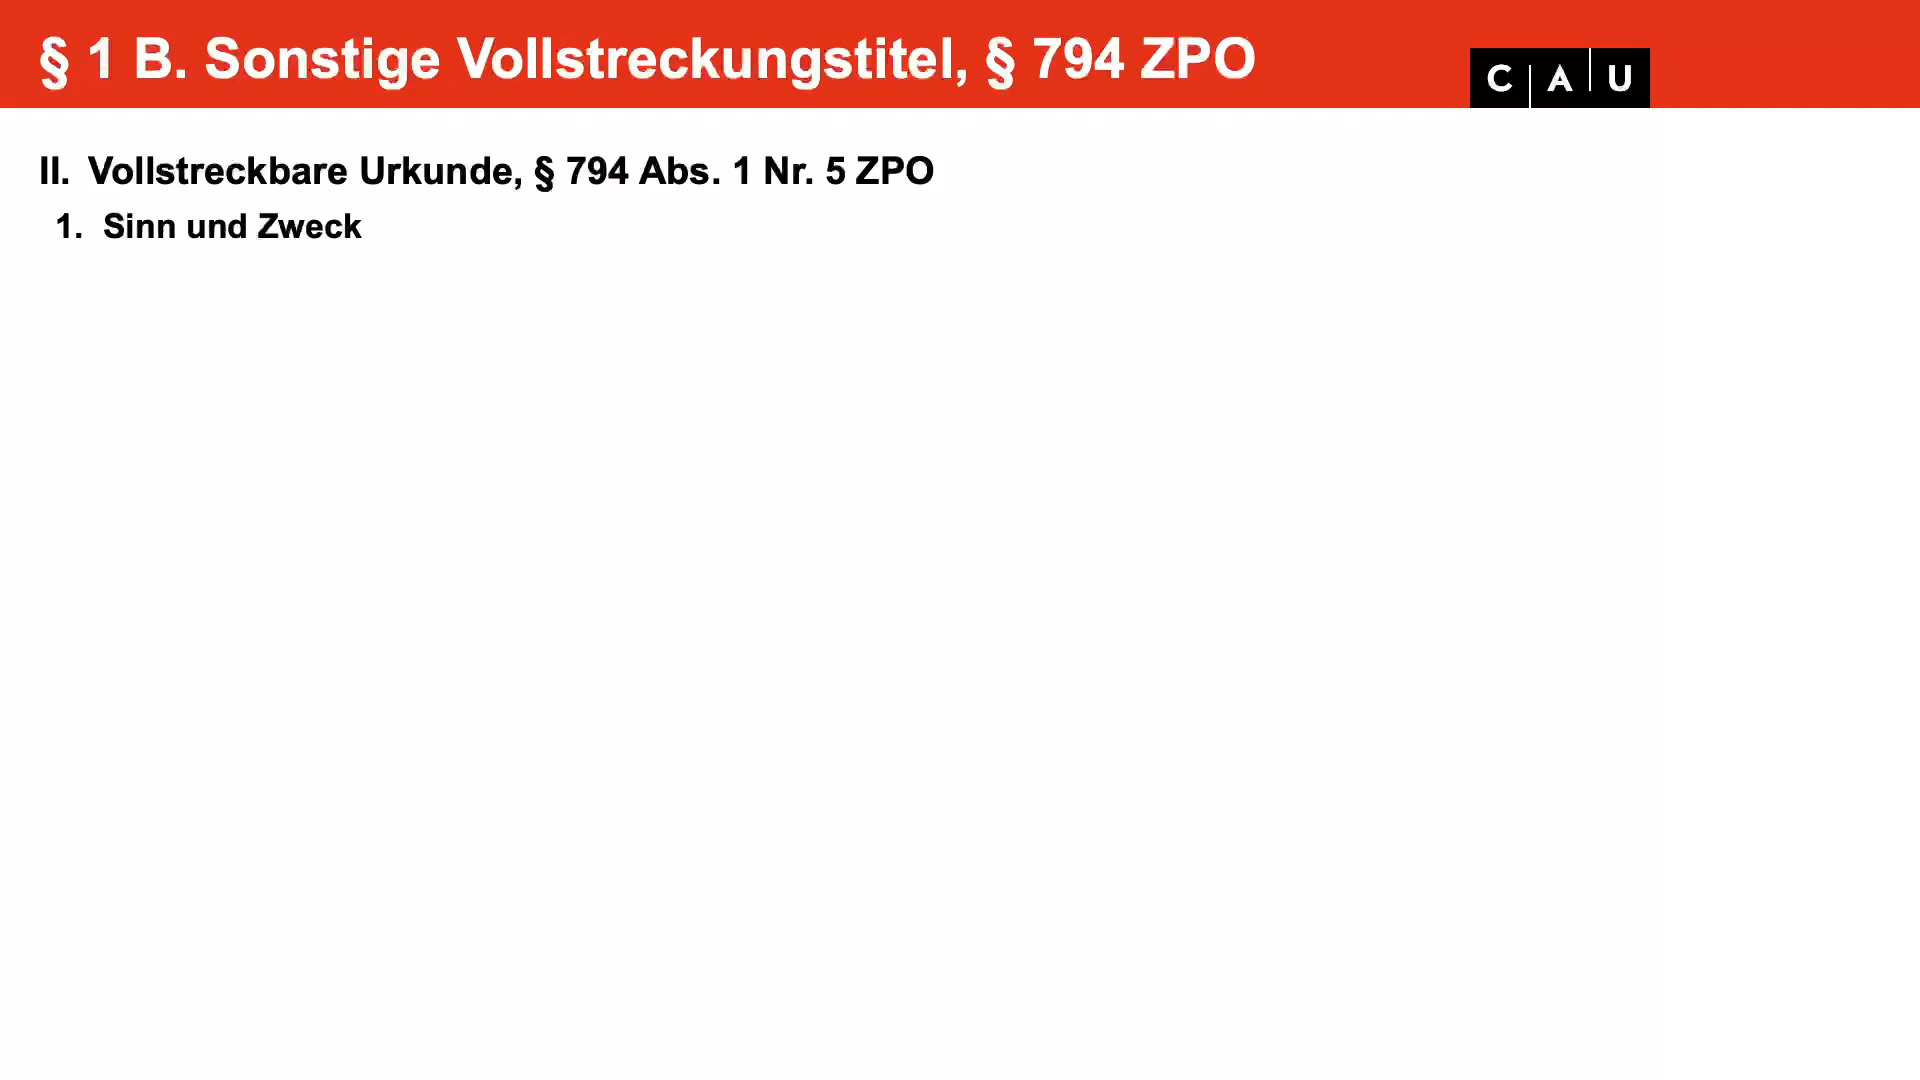 § 1 B. Sonstige Vollstreckungstitel, § 794 ZPO
C A U
II. Vollstreckbare Urkunde, § 794 Abs. 1 Nr. 5 ZPO
1. Sinn und Zweck